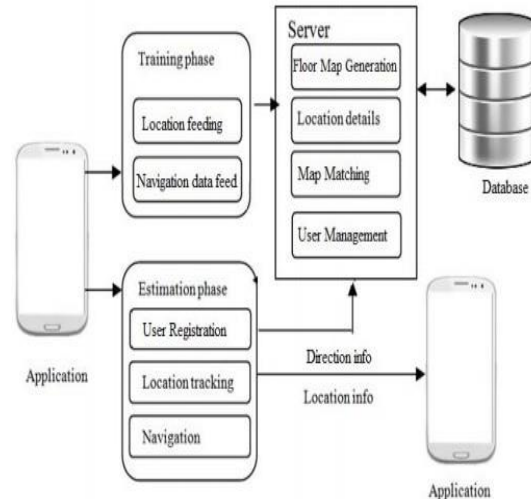 Training phase
Location feeding
Navigation data feed
Server
Floor Map Generation
Location details
Map Matching
User Management
Database
Application
Estimation phase
User Registration
Location tracking
Navigation
Direction info
Location info
Application